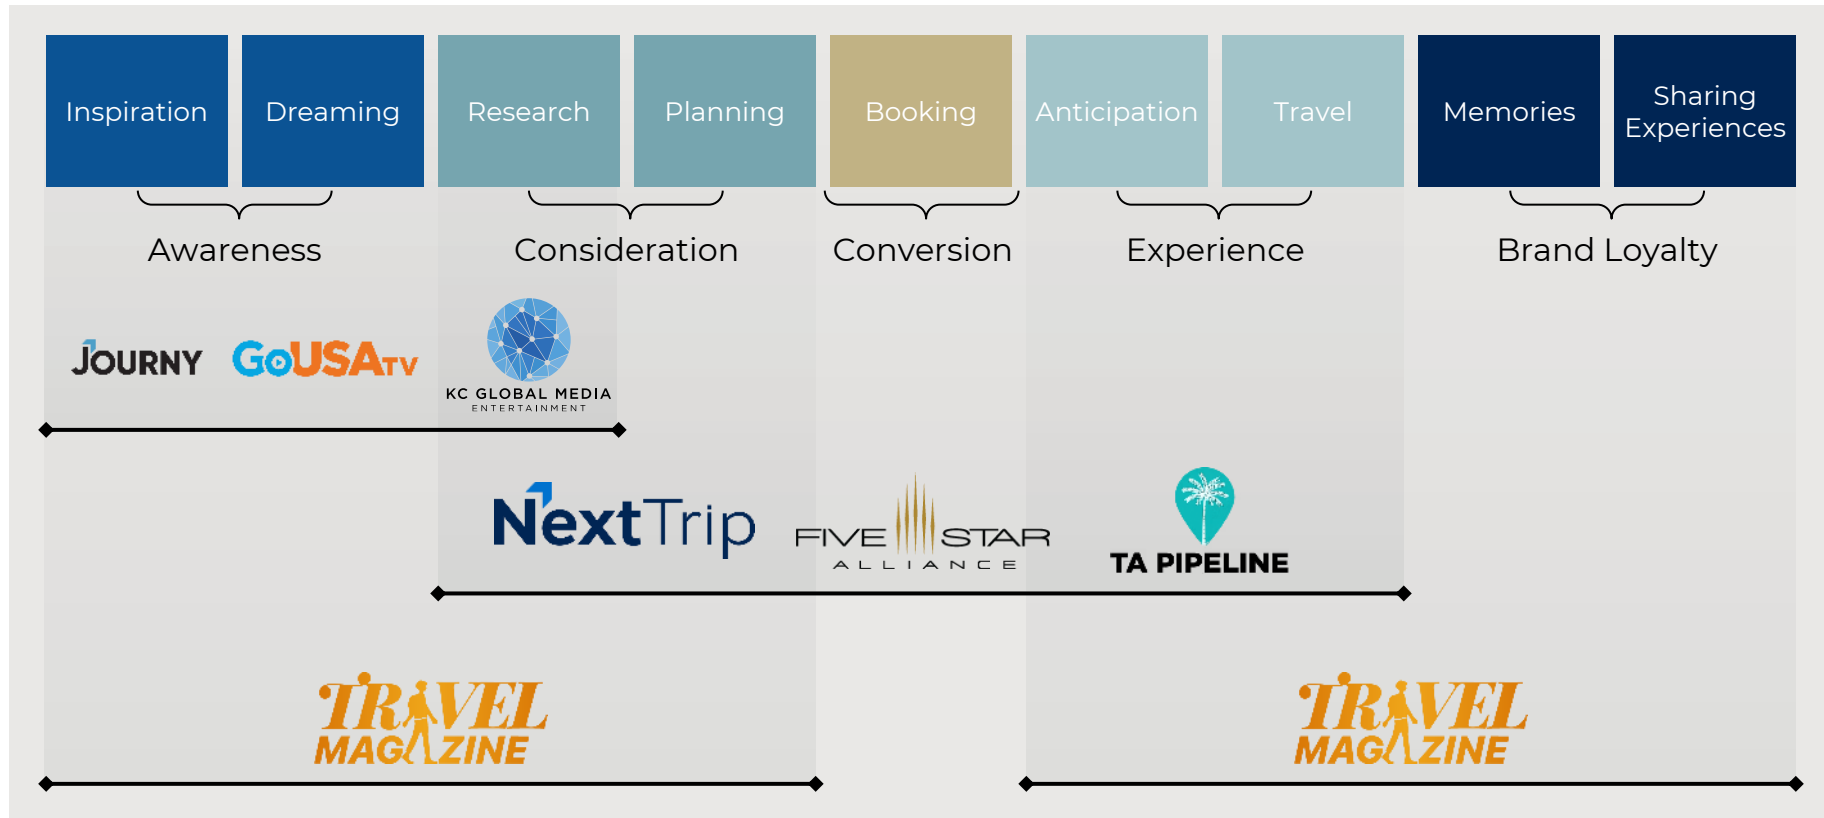 Inspiration
Dreaming
Research
Planning
Booking
Anticipation
Travel
Memories
Sharing
Experiences
Awareness
Consideration
Conversion
Experience
Brand Loyalty
JOURNY
GoUSATV
KC GLOBAL MEDIA
ENTERTAINMENT
NextTrip
FIVE STAR
ALLIANCE
TA PIPELINE
TRAVEL
MAGAZINE
TRAVEL
MAGAZINE